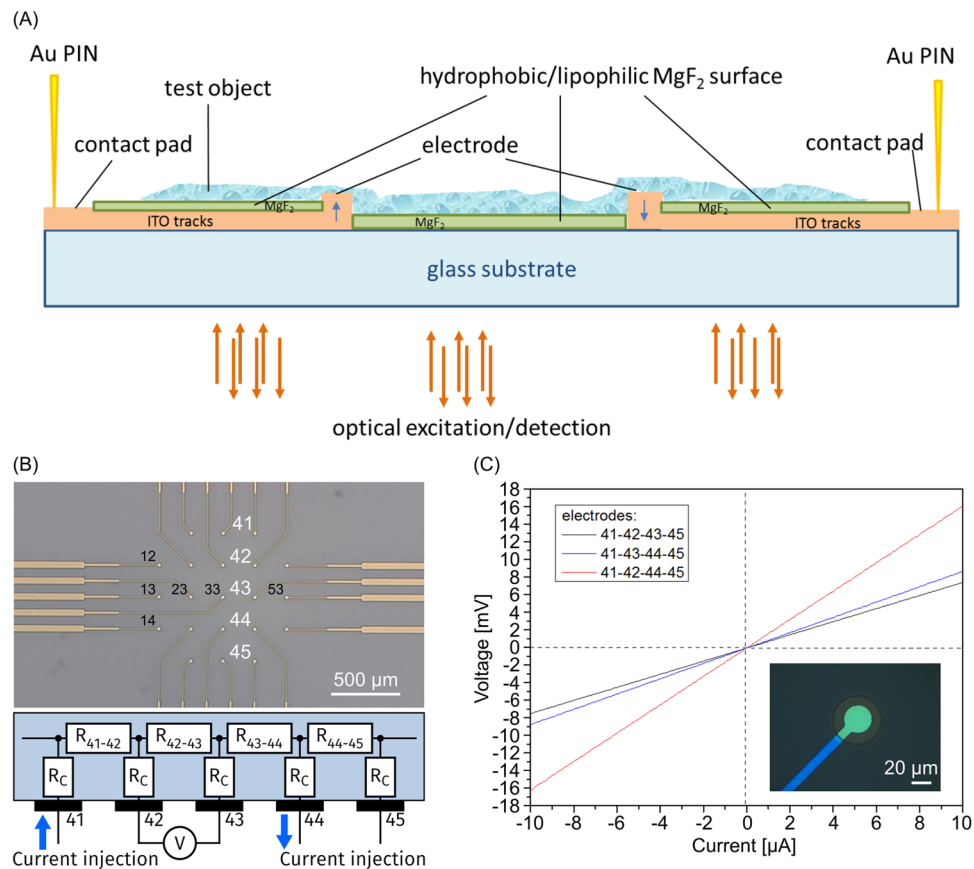 (A)
Au PIN
test object
contact pad
hydrophobic/lipophilic MgF₂ surface
electrode
Au PIN
contact pad
MgF₂
MgF₂
MgF₂
ITO tracks
ITO tracks
glass substrate
optical excitation/detection
(B)
41
42
12
43
13 23 33 53
44
14
45
500 µm
R41-42 R42-43 R43-44 R44-45
RC RC RC RC RC
41 42 43 44 45
V
Current injection Current injection
(C)
18
16
14
12
10
8
6
4
2
0
-2
-4
-6
-8
-10
-12
-14
-16
-18
Voltage [mV]
electrodes:
41-42-43-45
41-43-44-45
41-42-44-45
20 µm
-10 -8 -6 -4 -2 0 2 4 6 8 10
Current [µA]